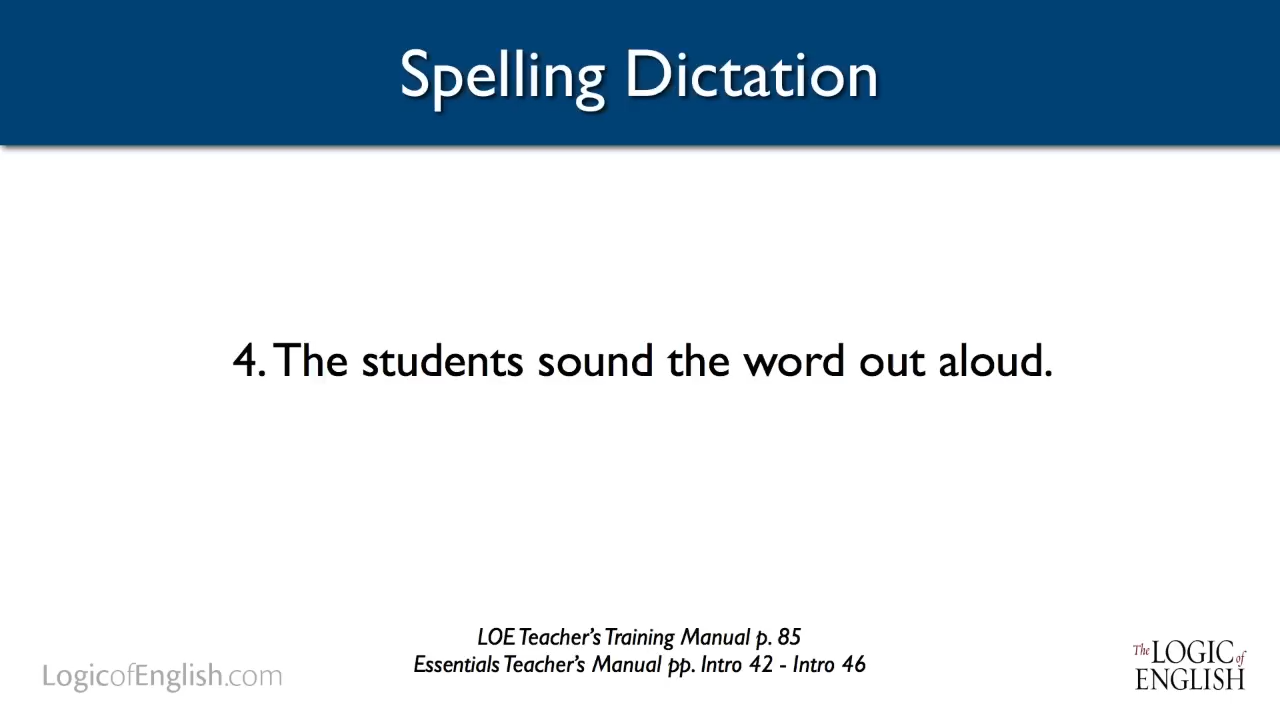 Spelling Dictation
4. The students sound the word out aloud.
LOE Teacher's Training Manual p. 85
Essentials Teacher's Manual pp. Intro 42 - Intro 46
LogicofEnglish.com
The LOGIC of
ENGLISH